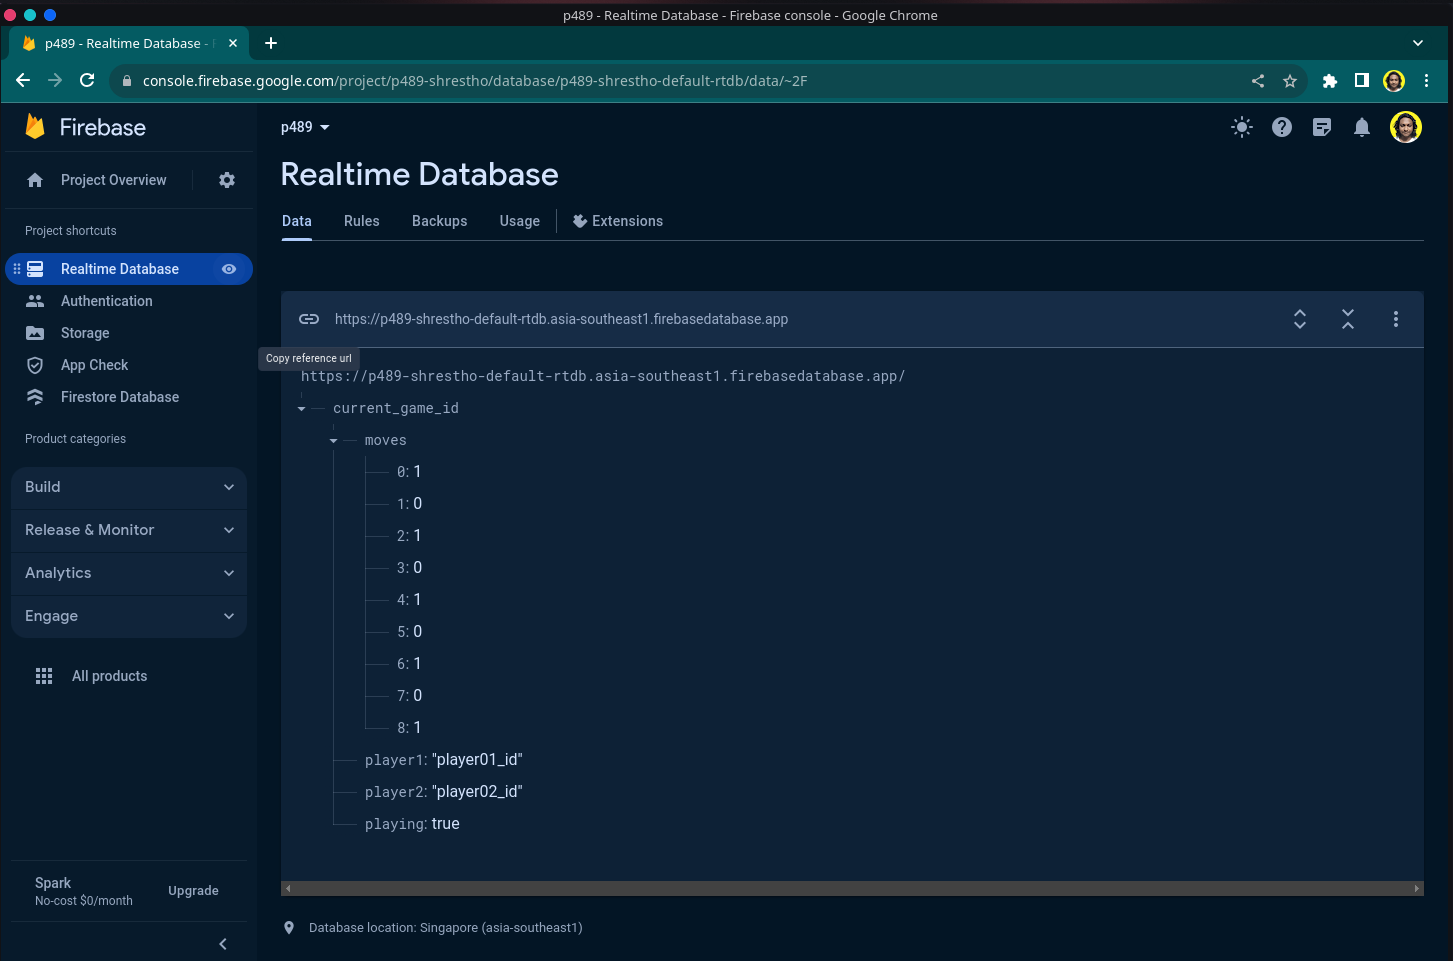 p489 - Realtime Database - Firebase console - Google Chrome
p489 - Realtime Database -
console.firebase.google.com/project/p489-shrestho/database/p489-shrestho-default-rtdb/data/~2F
Firebase
p489
Project Overview
Realtime Database
Data Rules Backups Usage Extensions
Project shortcuts
Realtime Database
Authentication
Storage
App Check
Firestore Database
Product categories
Build
Release & Monitor
Analytics
Engage
All products
Spark
No-cost $0/month
Upgrade
https://p489-shrestho-default-rtdb.asia-southeast1.firebasedatabase.app
Copy reference url
https://p489-shrestho-default-rtdb.asia-southeast1.firebasedatabase.app/
current_game_id
moves
0: 1
1: 0
2: 1
3: 0
4: 1
5: 0
6: 1
7: 0
8: 1
player1: "player01_id"
player2: "player02_id"
playing: true
Database location: Singapore (asia-southeast1)